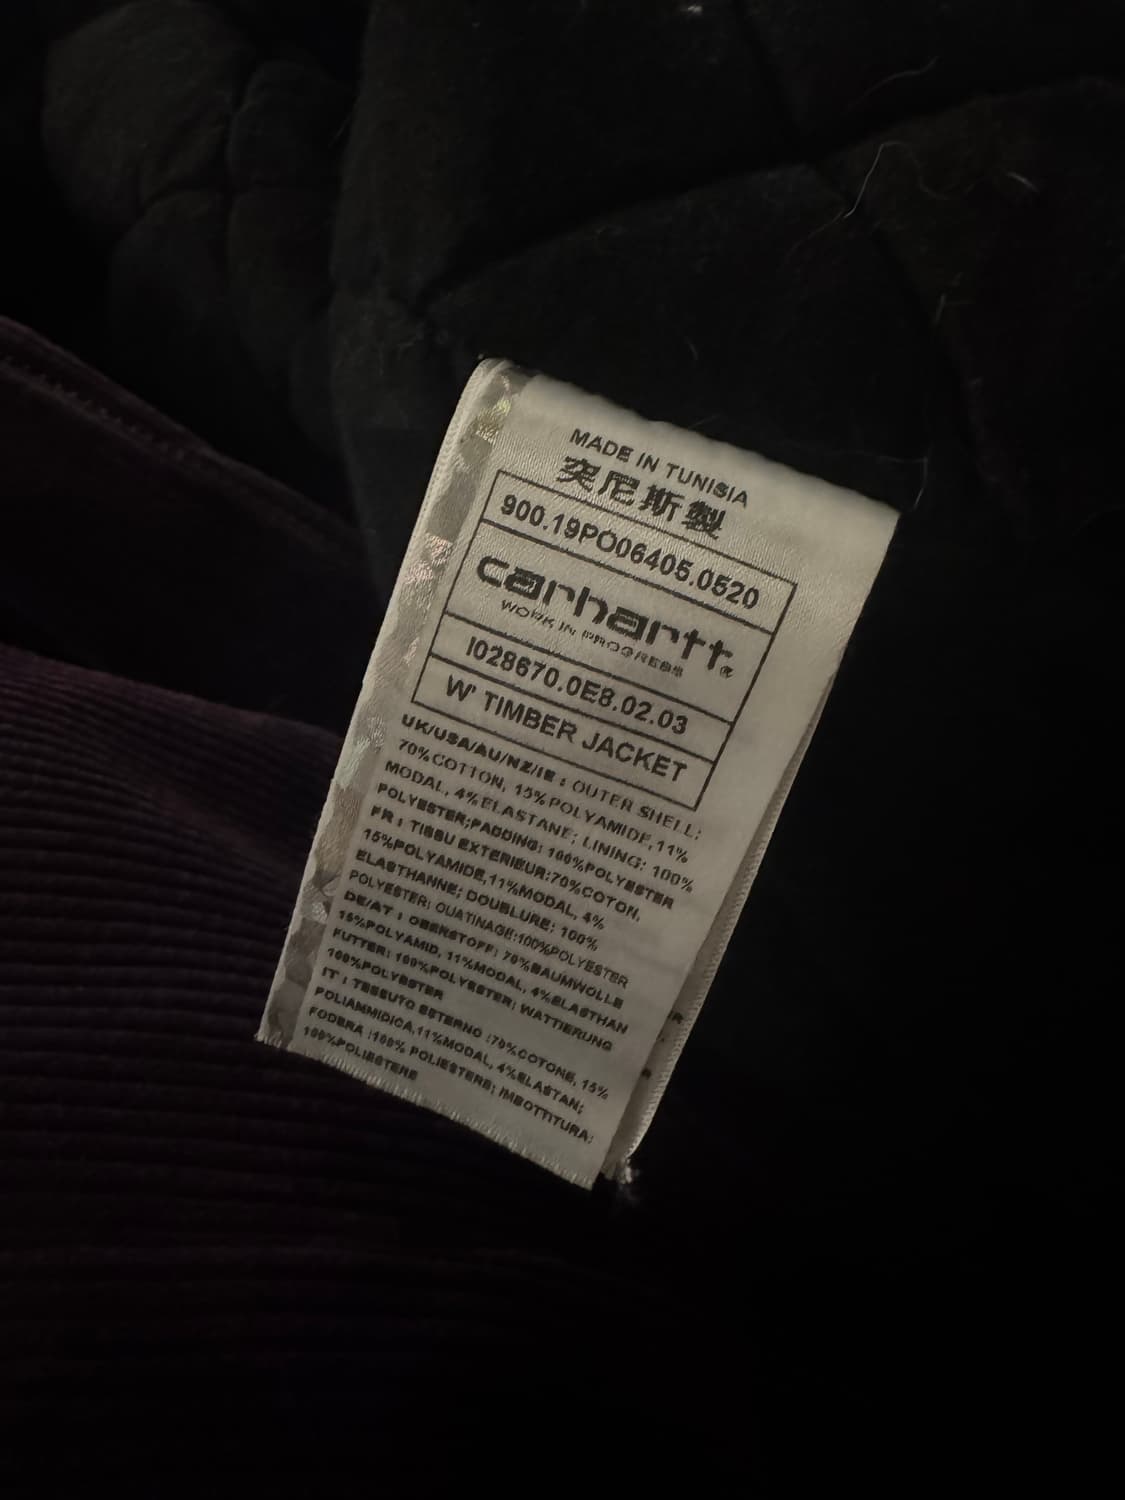 MADE IN TUNISIA
突尼斯製
900.19PO06405.0520
carhartt®
WORK IN PROGRESS
I028670.0E8.02.03
W' TIMBER JACKET
UK/USA/AU/NZ/IE : OUTER SHELL:
70%COTTON, 15%POLYAMIDE,11%
MODAL, 4%ELASTANE; LINING: 100%
POLYESTER;PADDING: 100%POLYESTER
FR : TISSU EXTERIEUR:70%COTON,
15%POLYAMIDE,11%MODAL, 4%
ELASTHANNE; DOUBLURE: 100%
POLYESTER; OUATINAGE:100%POLYESTER
DE/AT : OBERSTOFF: 70%BAUMWOLLE
15%POLYAMID, 11%MODAL, 4%ELASTHAN
FUTTER: 100%POLYESTER; WATTIERUNG
100%POLYESTER
IT : TESSUTO ESTERNO :70%COTONE, 15%
POLIAMMIDICA,11%MODAL, 4%ELASTAN;
FODERA :100% POLIESTERE; IMBOTTITURA:
100%POLIESTERE